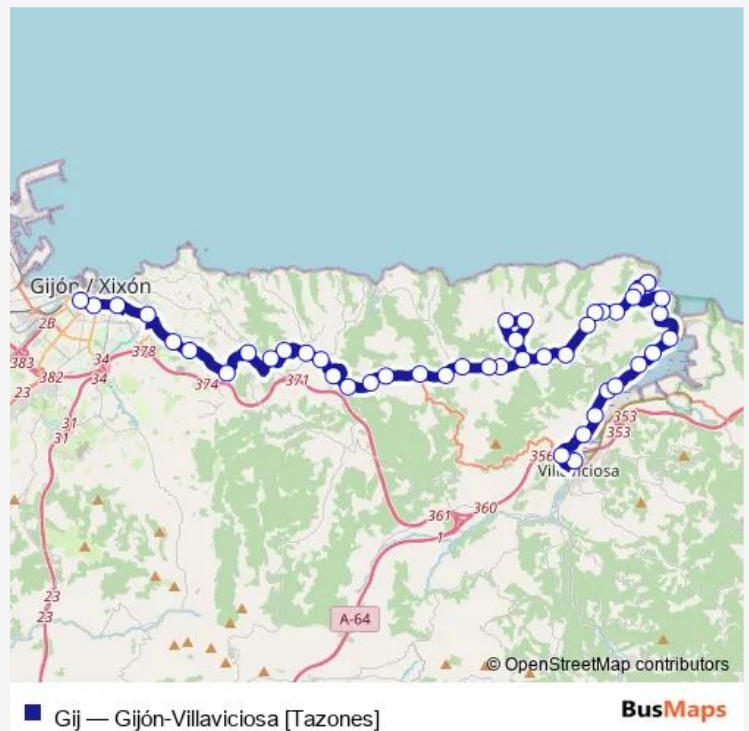 Gijón / Xixón
2B
383
382
23
34
34
378
374
371
31
31
353
353
356
Villaviciosa
361
360
1
23
23
A-64
© OpenStreetMap contributors
Gij — Gijón-Villaviciosa [Tazones]
BusMaps